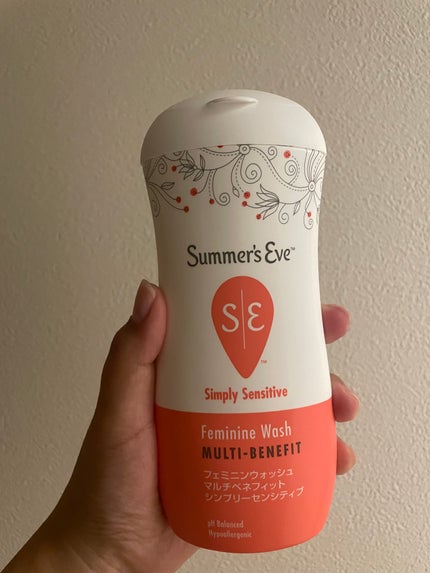 Summer's Eve™
S|E
™
Simply Sensitive
Feminine Wash
MULTI-BENEFIT
フェミニンウォッシュ
マルチベネフィット
シンプリーセンシティブ
pH Balanced
Hypoallergenic